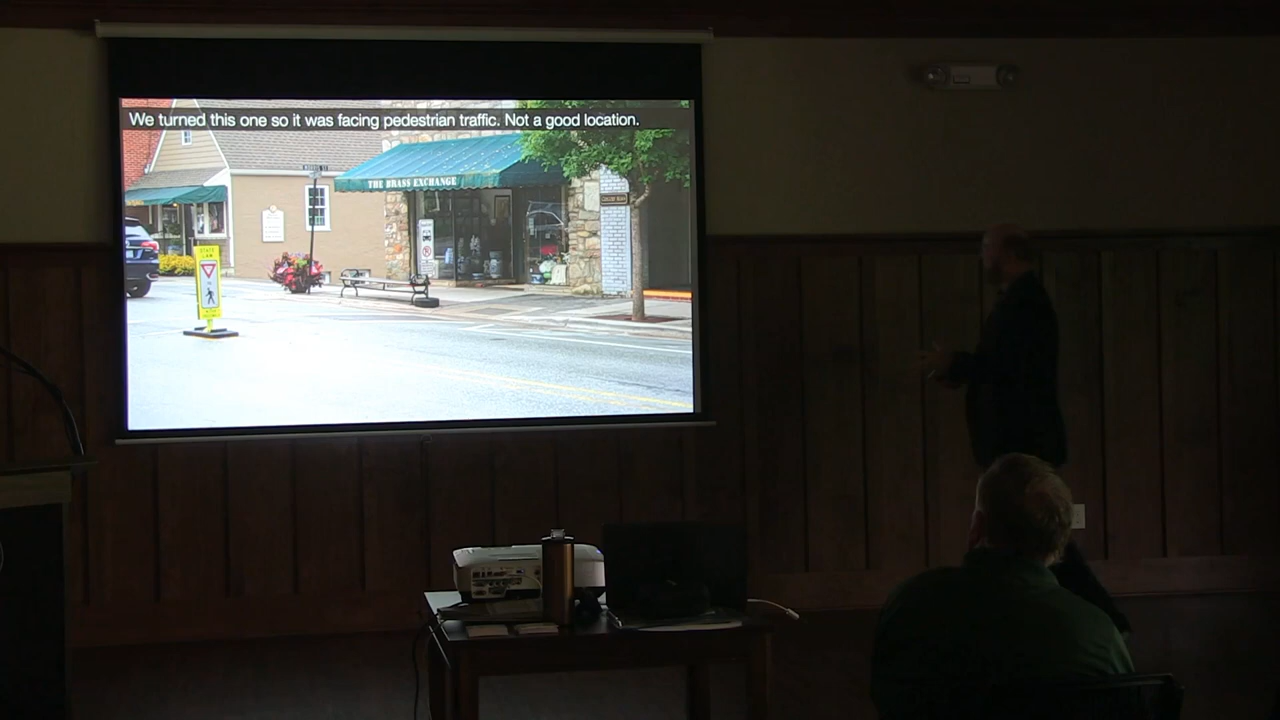 We turned this one so it was facing pedestrian traffic. Not a good location.
THE BRASS EXCHANGE
STATE
LAW